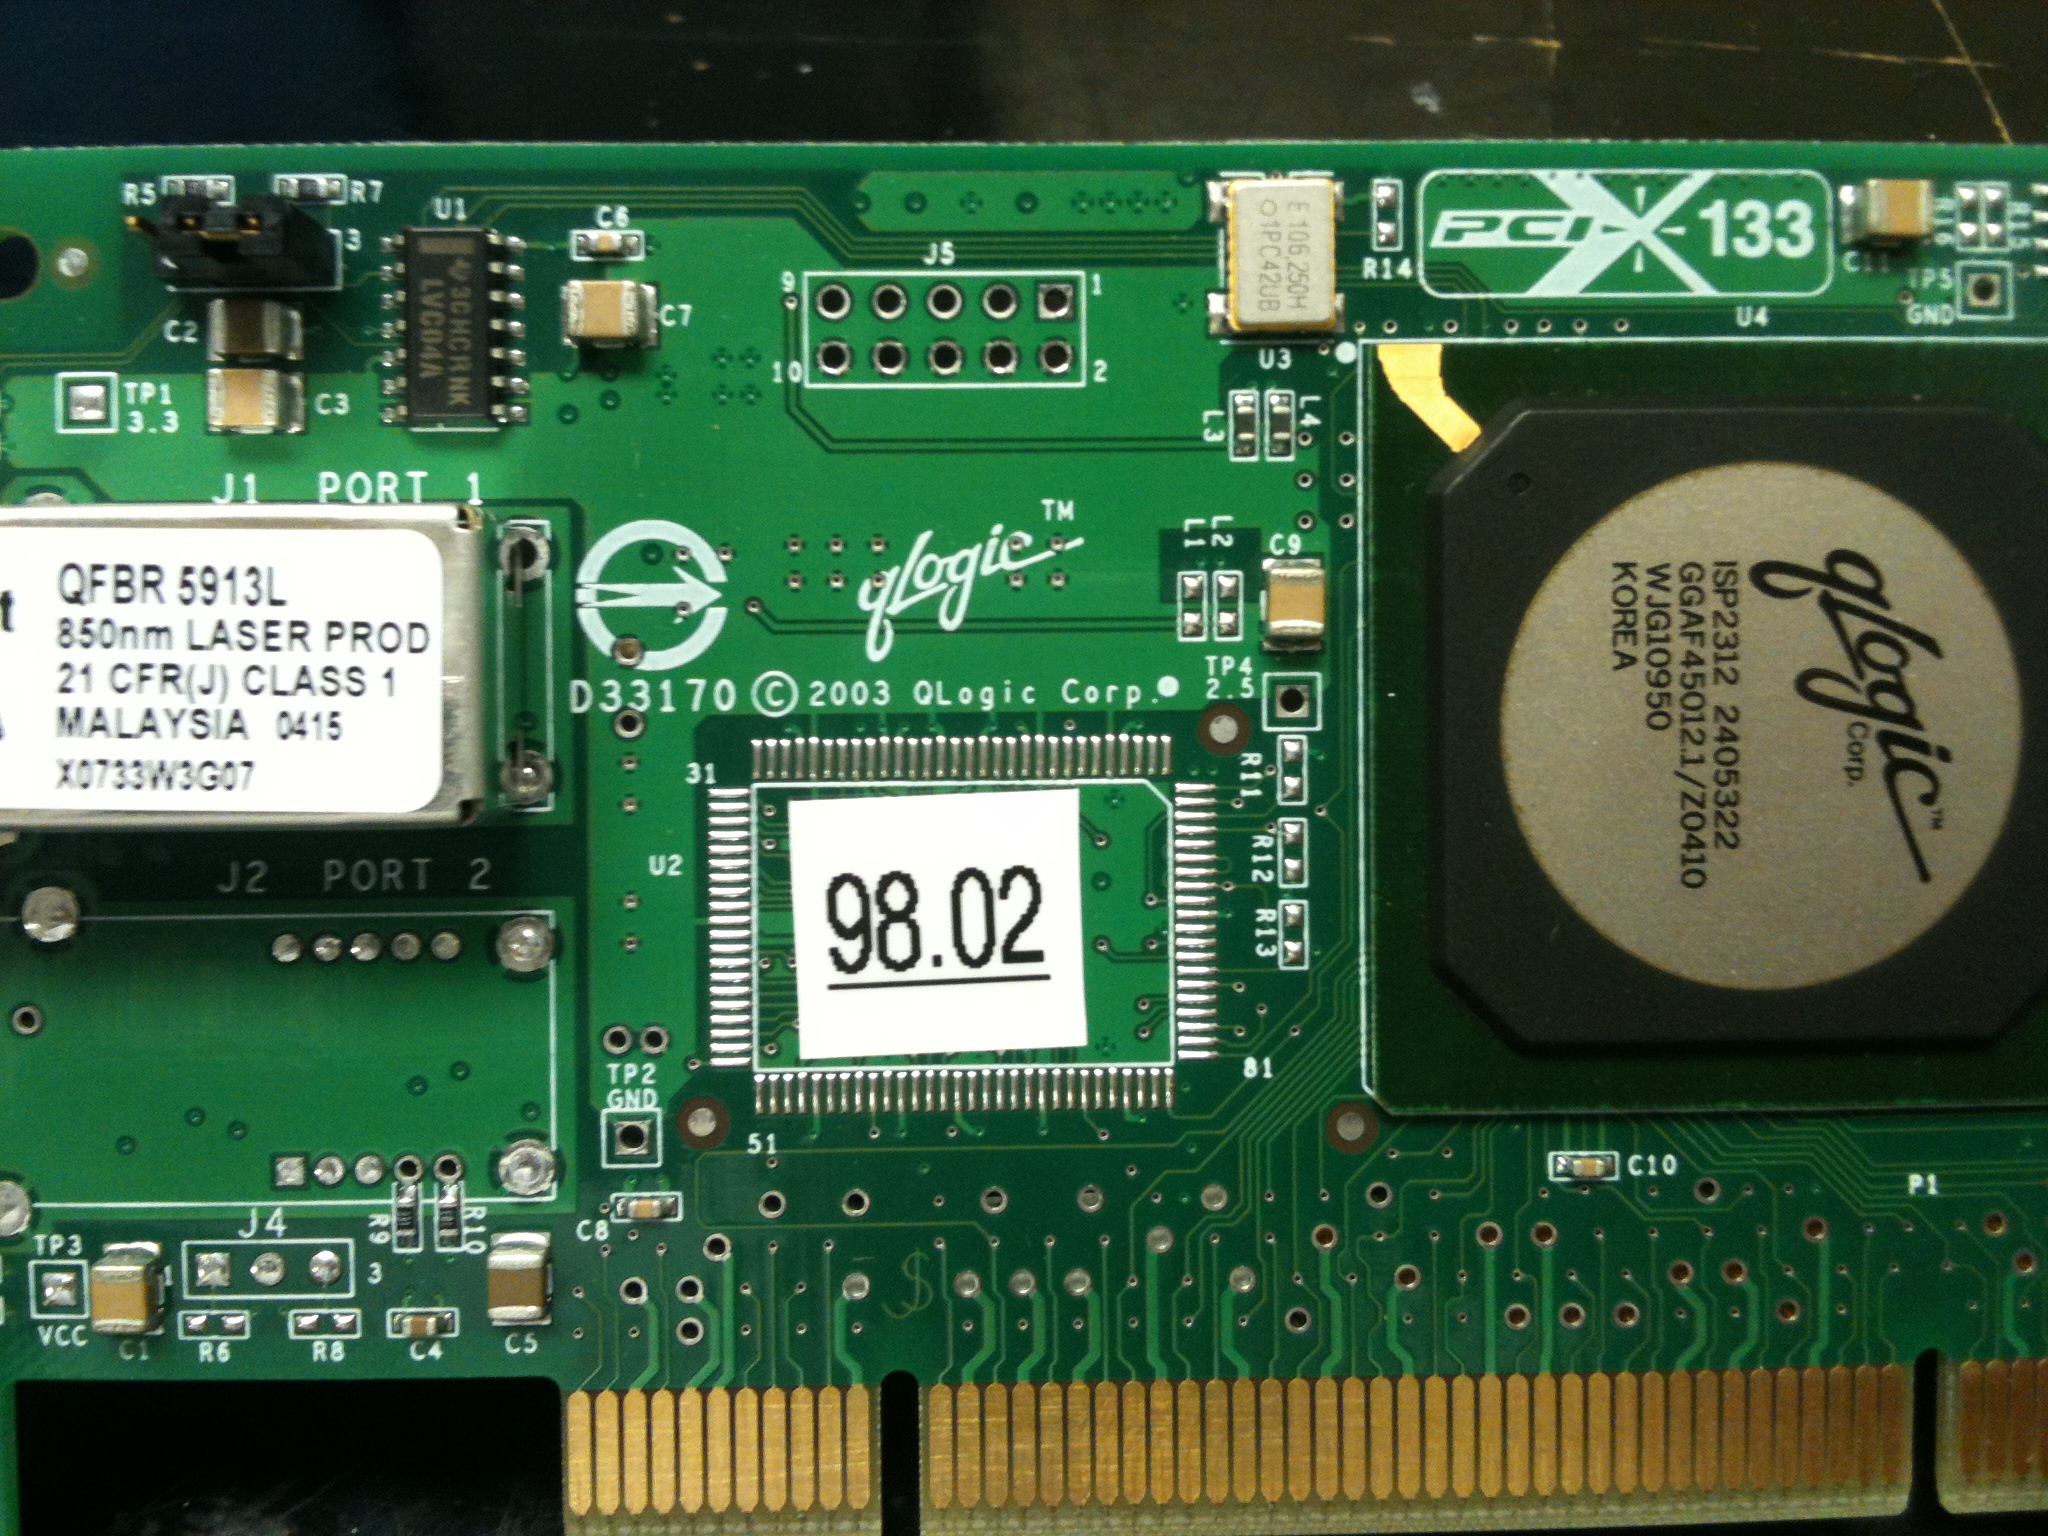 R5
R7
3
U1
C6
J5
9
1
10
2
E106.250H
01PC42UB
R14
PCI-X 133
C11
TP5
GND
U4
C2
C3
C7
3CHCRNK
LVC04A
TP1
3.3
U3
L3
L4
J1 PORT 1
QFBR 5913L
850nm LASER PROD
21 CFR(J) CLASS 1
MALAYSIA 0415
X0733W3G07
QLogic™
L1
L2
C9
TP4
2.5
D33170 © 2003 QLogic Corp.
QLogic™
Corp.
ISP2312 2405322
GGAF45012.1/Z0410
WJG10950
KOREA
31
R11
R12
R13
U2
98.02
81
51
J2 PORT 2
TP2
GND
C8
C10
P1
TP3
VCC
C1
J4
1
3
R9
R10
R6
R8
C4
C5